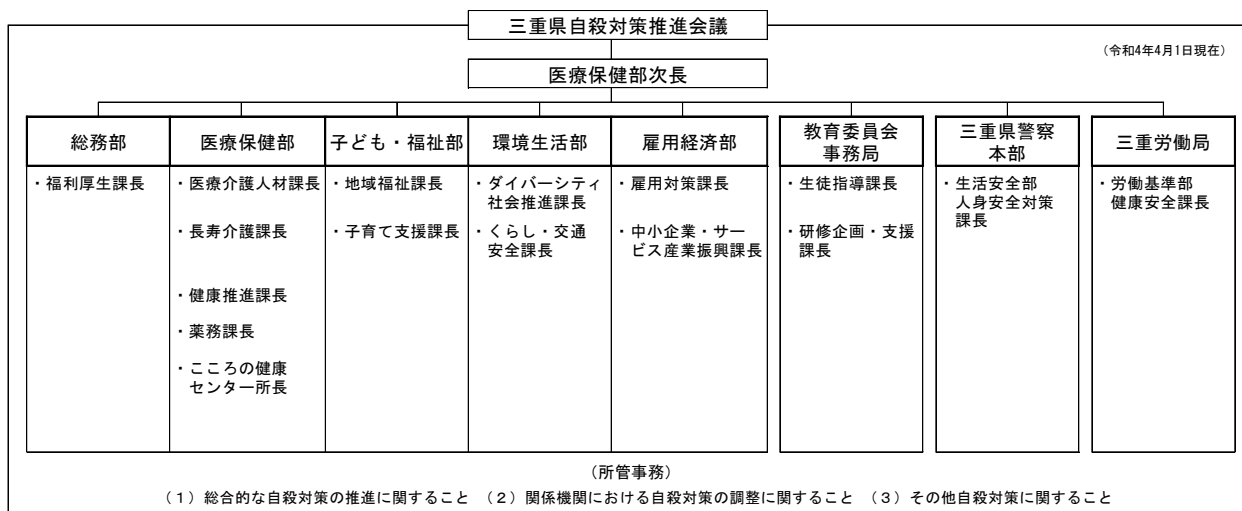 三重県自殺対策推進会議
（令和4年4月1日現在）
医療保健部次長
総務部
・福利厚生課長
医療保健部
・医療介護人材課長
・長寿介護課長
・健康推進課長
・薬務課長
・こころの健康
センター所長
子ども・福祉部
・地域福祉課長
・子育て支援課長
環境生活部
・ダイバーシティ
社会推進課長
・くらし・交通
安全課長
雇用経済部
・雇用対策課長
・中小企業・サー
ビス産業振興課長
教育委員会
事務局
・生徒指導課長
・研修企画・支援
課長
三重県警察
本部
・生活安全部
人身安全対策
課長
三重労働局
・労働基準部
健康安全課長
（所管事務）
（１）総合的な自殺対策の推進に関すること （２）関係機関における自殺対策の調整に関すること （３）その他自殺対策に関すること